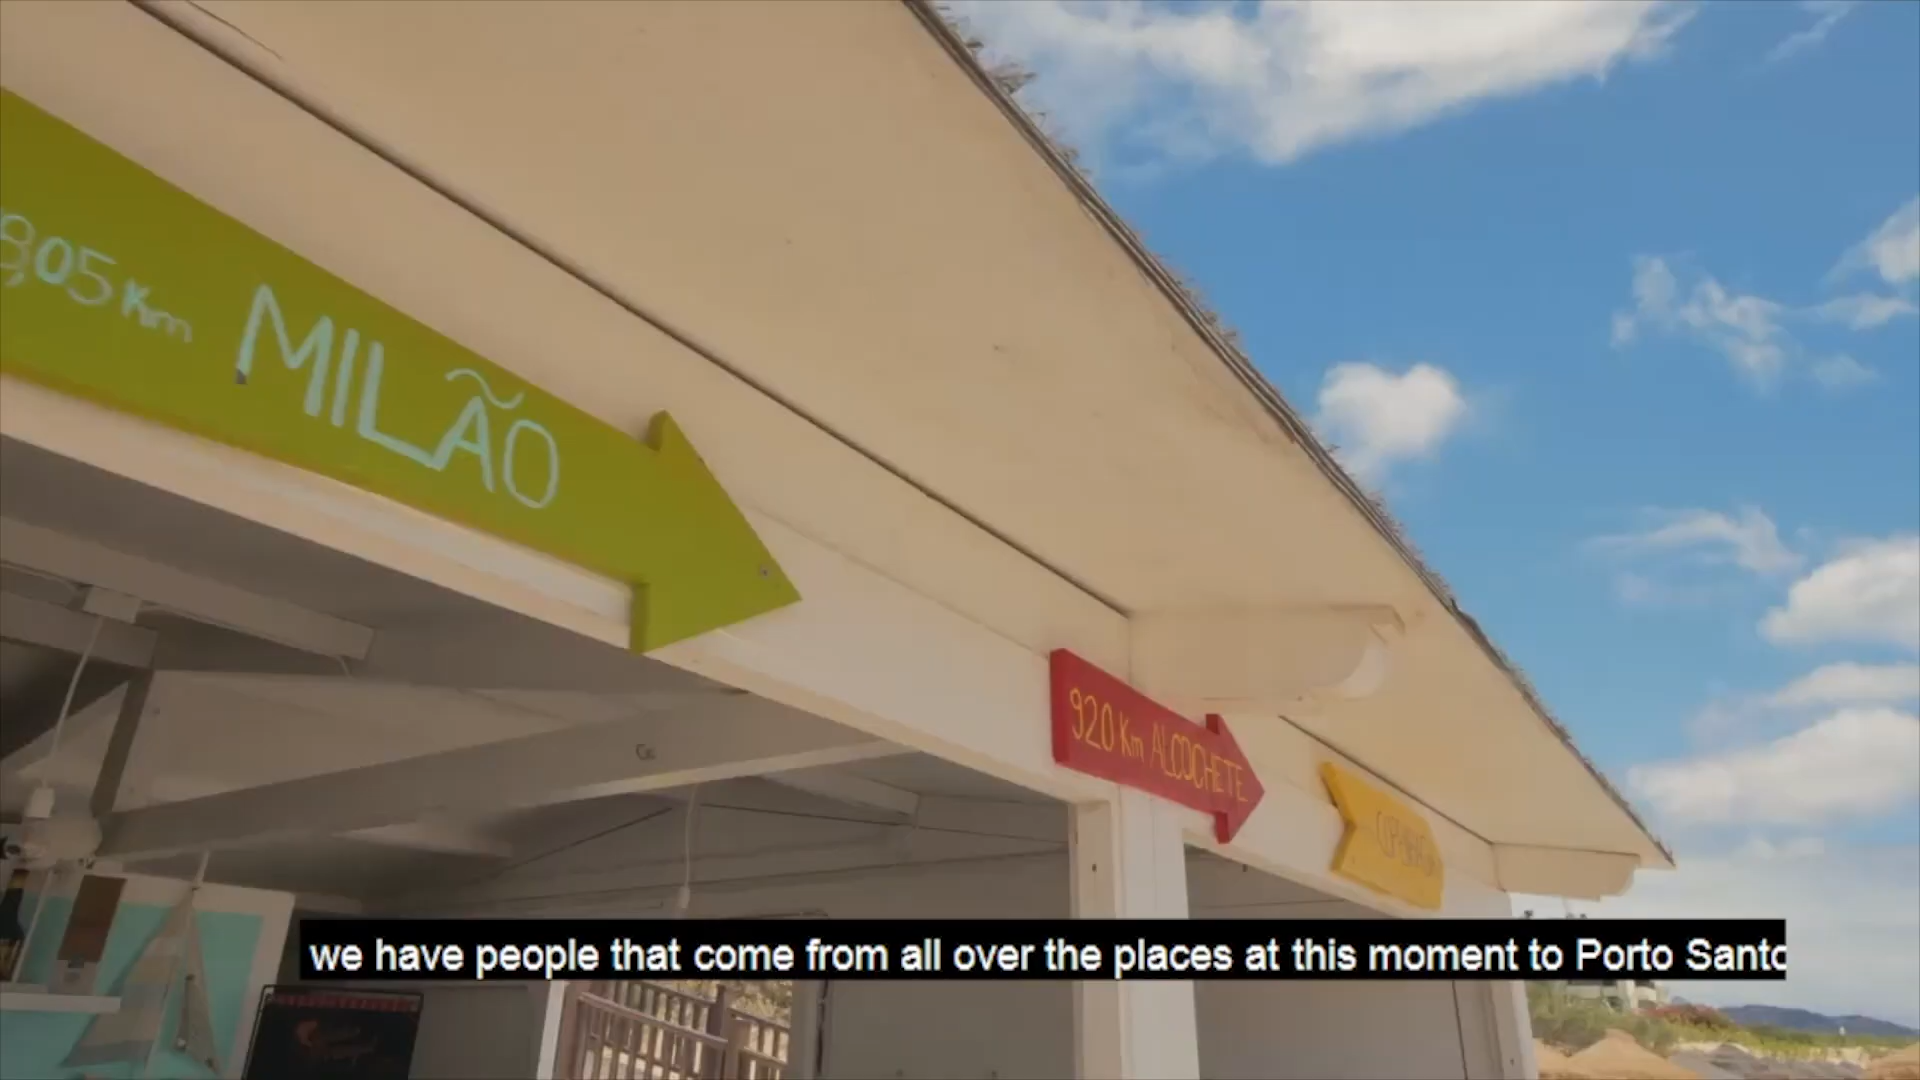 805 Km MILÃO
920 Km ALCOCHETE
we have people that come from all over the places at this moment to Porto Santo